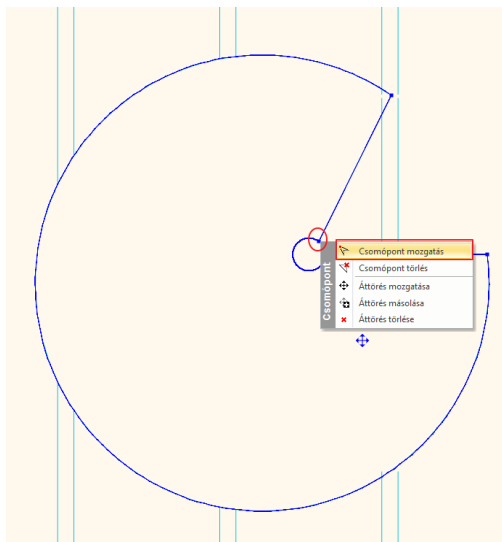 Csomópont
Csomópont mozgatás
Csomópont törlés
Áttörés mozgatása
Áttörés másolása
Áttörés törlése